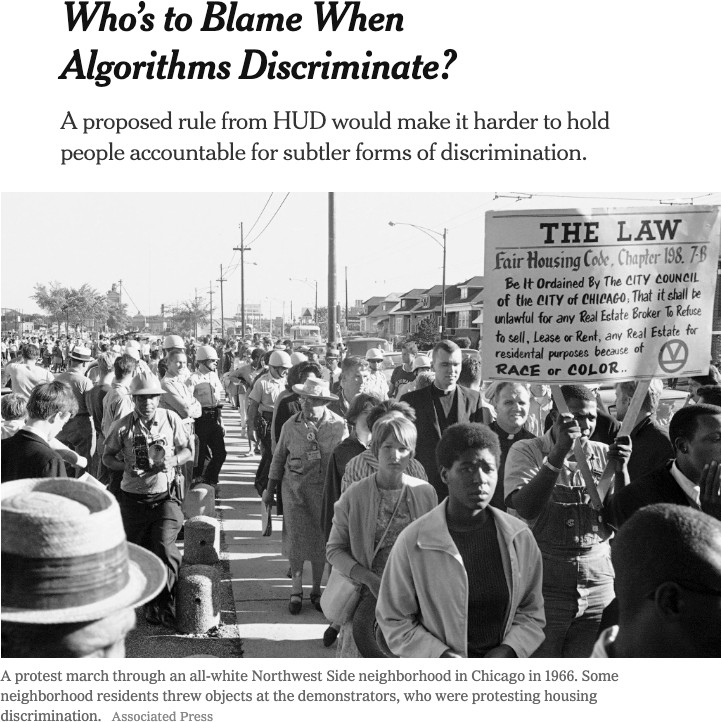 Who's to Blame When
Algorithms Discriminate?
A proposed rule from HUD would make it harder to hold
people accountable for subtler forms of discrimination.
THE LAW
Fair Housing Code, Chapter 198. 7-B
Be It Ordained By The CITY COUNCIL
of the CITY of CHICAGO, That it shall be
unlawful for any Real Estate Broker To Refuse
to sell, Lease or Rent, any Real Estate for
residential purposes because of
RACE or COLOR..
A protest march through an all-white Northwest Side neighborhood in Chicago in 1966. Some
neighborhood residents threw objects at the demonstrators, who were protesting housing
discrimination. Associated Press